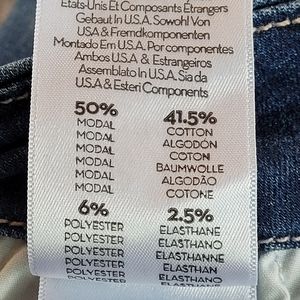 États-Unis Et Composants Étrangers
Gebaut In U.S.A. Sowohl Von
USA & Fremdkomponenten
Montado Em U.S.A. Por componentes
Ambos U.S.A & Estrangeiros
Assemblato In U.S.A. Sia da
U.S.A & Esteri Components
50%
MODAL
MODAL
MODAL
MODAL
MODAL
MODAL
41.5%
COTTON
ALGODÓN
COTON
BAUMWOLLE
ALGODÃO
COTONE
6%
POLYESTER
POLYESTER
POLYESTER
POLYESTER
2.5%
ELASTHANE
ELASTHANO
ELASTHANNE
ELASTHAN
ELASTHANO